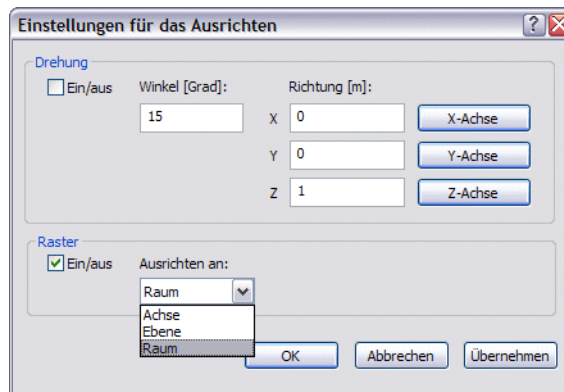 Einstellungen für das Ausrichten
Drehung
Ein/aus Winkel [Grad]: Richtung [m]:
15 X 0 X-Achse
Y 0 Y-Achse
Z 1 Z-Achse
Raster
Ein/aus Ausrichten an:
Raum
Achse
Ebene
Raum
OK Abbrechen Übernehmen